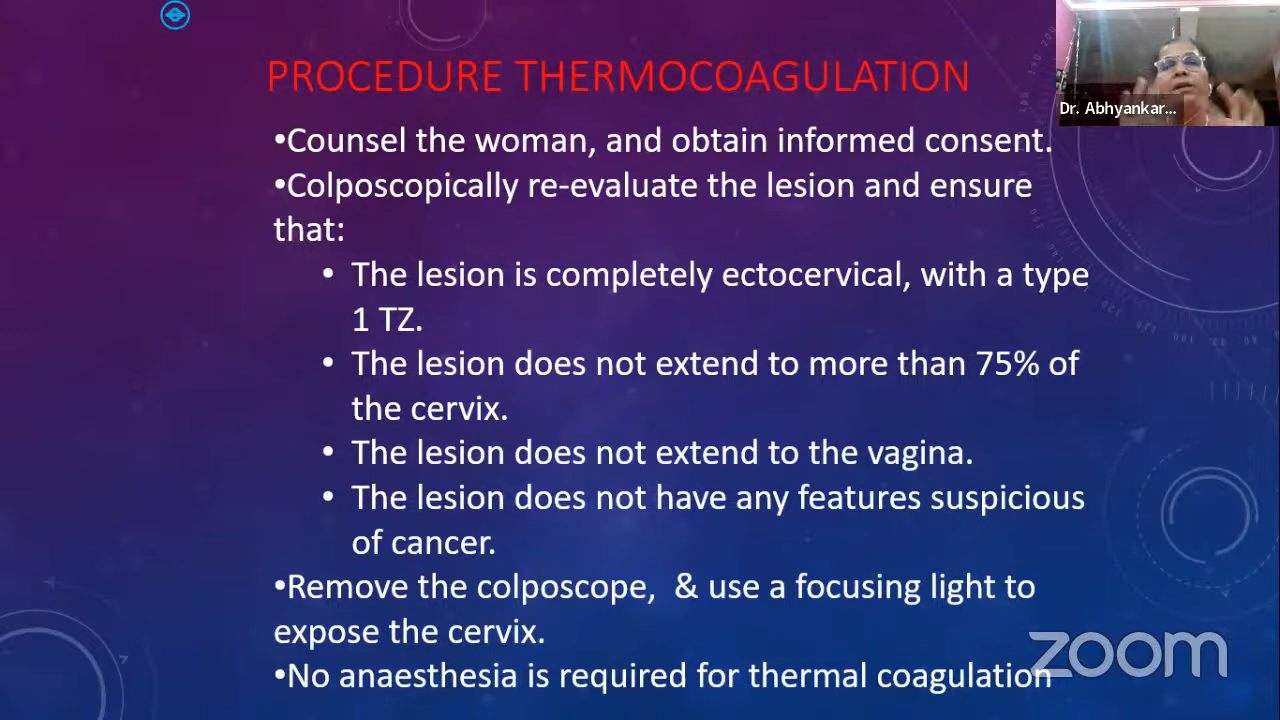 PROCEDURE THERMOCOAGULATION
Dr. Abhyankar...
•Counsel the woman, and obtain informed consent.
•Colposcopically re-evaluate the lesion and ensure
that:
• The lesion is completely ectocervical, with a type
1 TZ.
• The lesion does not extend to more than 75% of
the cervix.
• The lesion does not extend to the vagina.
• The lesion does not have any features suspicious
of cancer.
•Remove the colposcope,  & use a focusing light to
expose the cervix.
•No anaesthesia is required for thermal coagulation
zoom